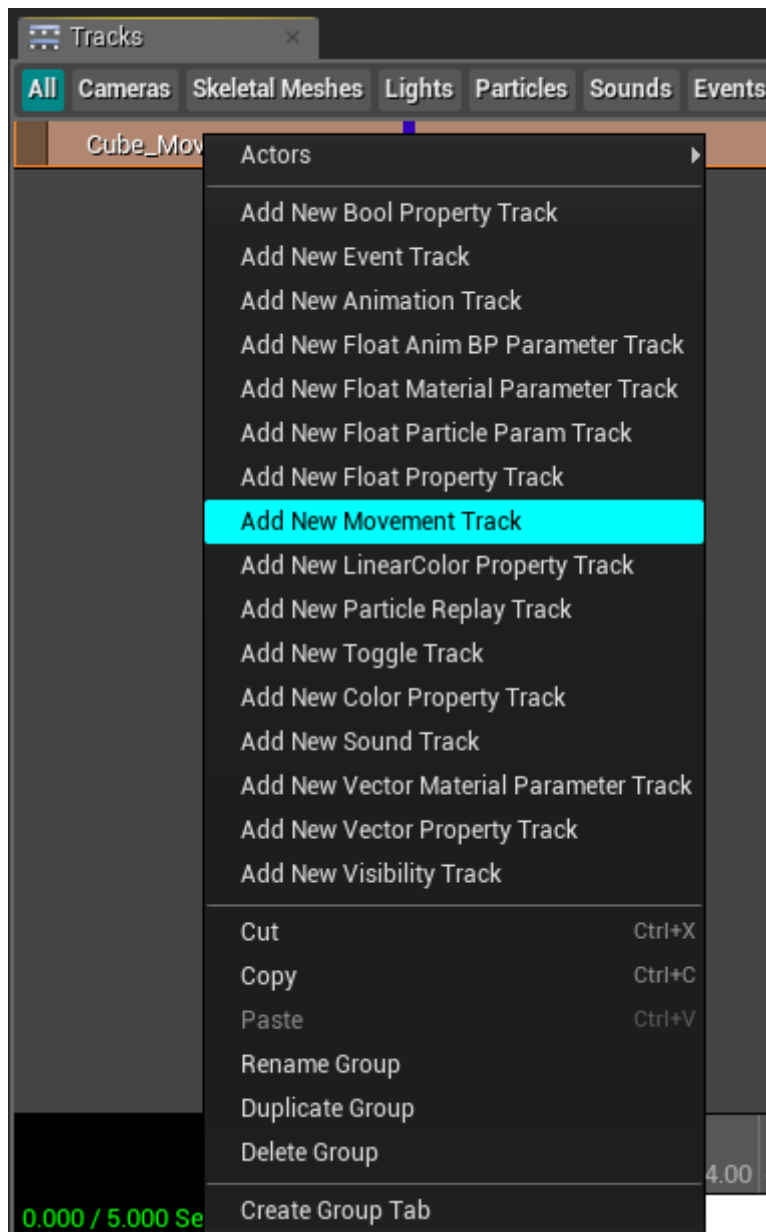 Tracks ×
All Cameras Skeletal Meshes Lights Particles Sounds Events
Cube_Mov
Actors
Add New Bool Property Track
Add New Event Track
Add New Animation Track
Add New Float Anim BP Parameter Track
Add New Float Material Parameter Track
Add New Float Particle Param Track
Add New Float Property Track
Add New Movement Track
Add New LinearColor Property Track
Add New Particle Replay Track
Add New Toggle Track
Add New Color Property Track
Add New Sound Track
Add New Vector Material Parameter Track
Add New Vector Property Track
Add New Visibility Track
Cut Ctrl+X
Copy Ctrl+C
Paste Ctrl+V
Rename Group
Duplicate Group
Delete Group
4.00
Create Group Tab
0.000 / 5.000 Se